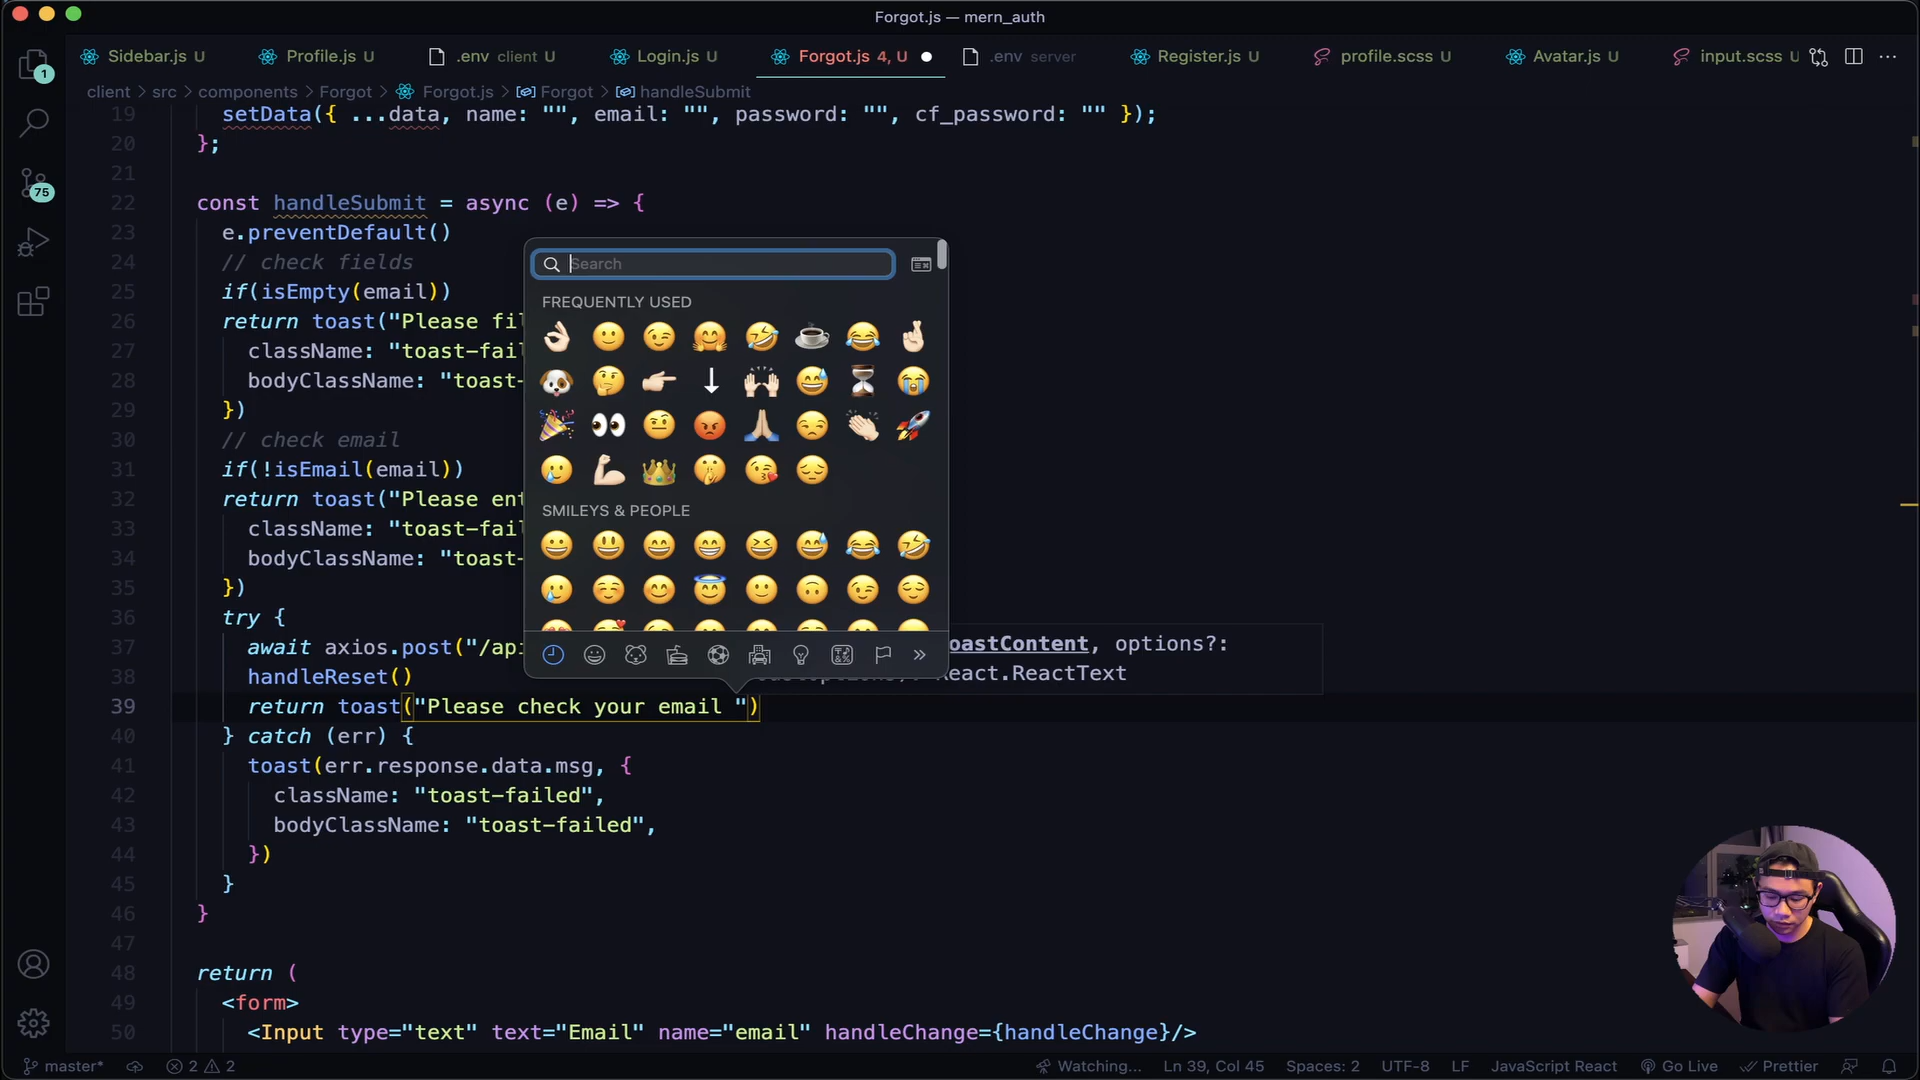 Forgot.js — mern_auth
Sidebar.js U
Profile.js U
.env client U
Login.js U
Forgot.js 4, U
.env server
Register.js U
profile.scss U
Avatar.js U
input.scss U
client > src > components > Forgot > Forgot.js > Forgot > handleSubmit
19 setData({ ...data, name: "", email: "", password: "", cf_password: "" });
20 };
21
22 const handleSubmit = async (e) => {
23 e.preventDefault()
24 // check fields
25 if(isEmpty(email))
26 return toast("Please fil
27 className: "toast-fail
28 bodyClassName: "toast-
29 })
30 // check email
31 if(!isEmail(email))
32 return toast("Please ent
33 className: "toast-fail
34 bodyClassName: "toast-
35 })
36 try {
37 await axios.post("/api
38 handleReset()
39 return toast("Please check your email ")
40 } catch (err) {
41 toast(err.response.data.msg, {
42 className: "toast-failed",
43 bodyClassName: "toast-failed",
44 })
45 }
46 }
47
48 return (
49 <form>
50 <Input type="text" text="Email" name="email" handleChange={handleChange}/>
Search
FREQUENTLY USED
SMILEYS & PEOPLE
oastContent, options?:
React.ReactText
1
75
master*
2
2
Watching...
Ln 39, Col 45
Spaces: 2
UTF-8
LF
JavaScript React
Go Live
Prettier